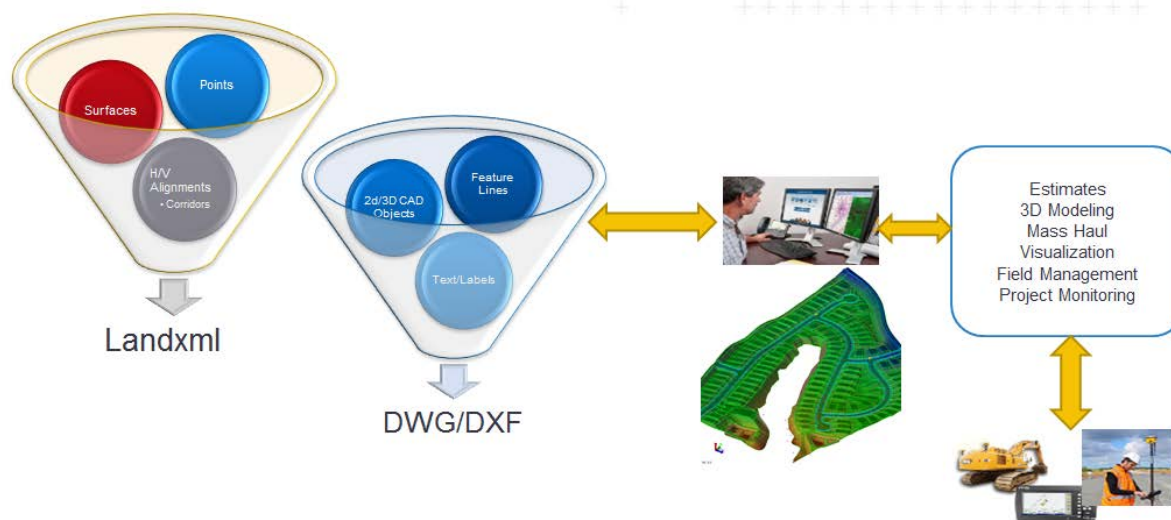 Surfaces
Points
H/V
Alignments
• Corridors
Landxml
2d/3D CAD
Objects
Feature
Lines
Text/Labels
DWG/DXF
Estimates
3D Modeling
Mass Haul
Visualization
Field Management
Project Monitoring